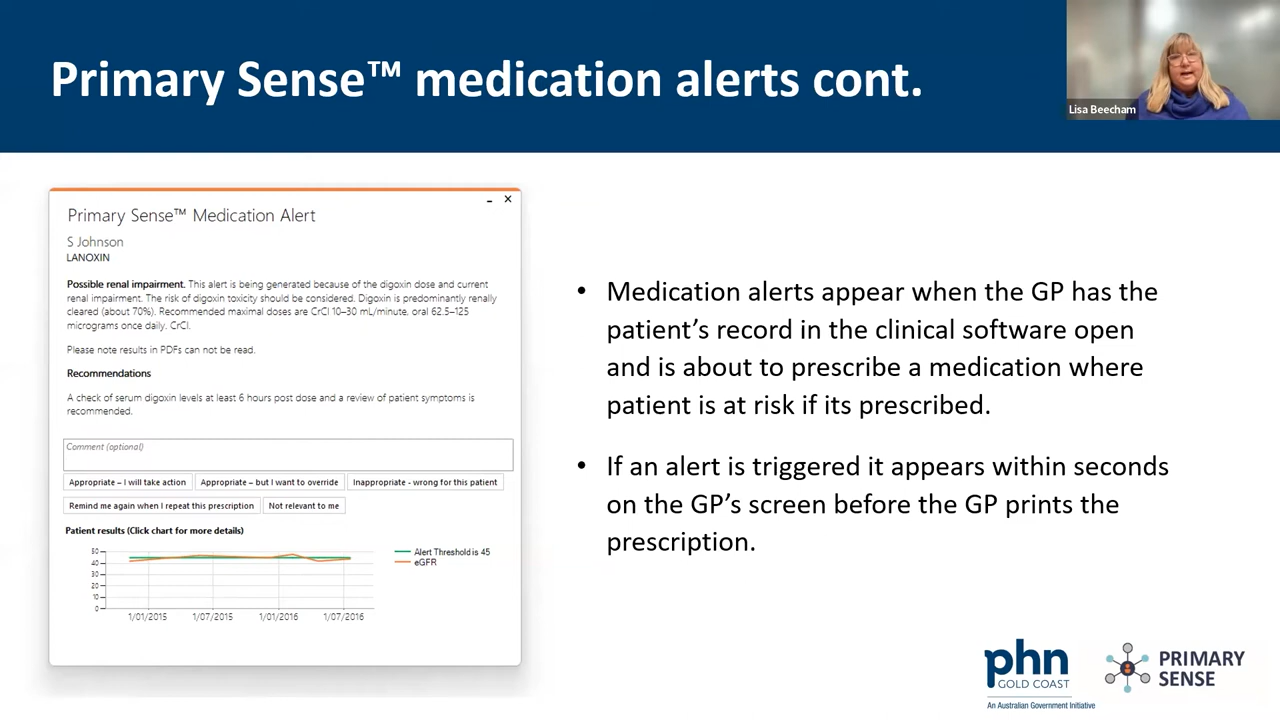 Primary Sense™ medication alerts cont.
Lisa Beecham
Primary Sense™ Medication Alert
S Johnson
LANOXIN
Possible renal impairment. This alert is being generated because of the digoxin dose and current
renal impairment. The risk of digoxin toxicity should be considered. Digoxin is predominantly renally
cleared (about 70%). Recommended maximal doses are CrCl 10–30 mL/minute, oral 62.5–125
micrograms once daily. CrCl.
Please note results in PDFs can not be read.
Recommendations
A check of serum digoxin levels at least 6 hours post dose and a review of patient symptoms is
recommended.
Comment (optional)
Appropriate – I will take action
Appropriate – but I want to override
Inappropriate - wrong for this patient
Remind me again when I repeat this prescription
Not relevant to me
Patient results (Click chart for more details)
50
40
30
20
10
0
1/01/2015
1/07/2015
1/01/2016
1/07/2016
Alert Threshold is 45
eGFR
• Medication alerts appear when the GP has the
patient’s record in the clinical software open
and is about to prescribe a medication where
patient is at risk if its prescribed.
• If an alert is triggered it appears within seconds
on the GP’s screen before the GP prints the
prescription.
phn
GOLD COAST
An Australian Government Initiative
PRIMARY
SENSE